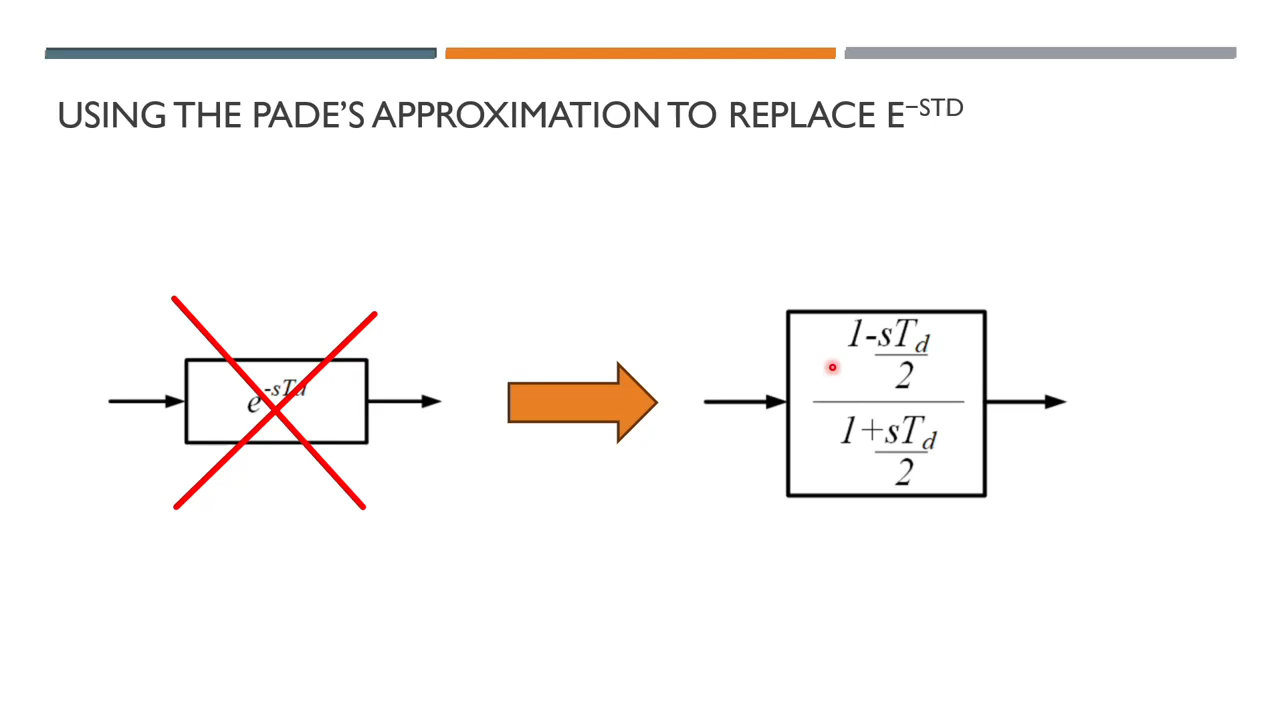 USING THE PADE’S APPROXIMATION TO REPLACE E–STD
e-sTd
1-sTd
2
1+sTd
2